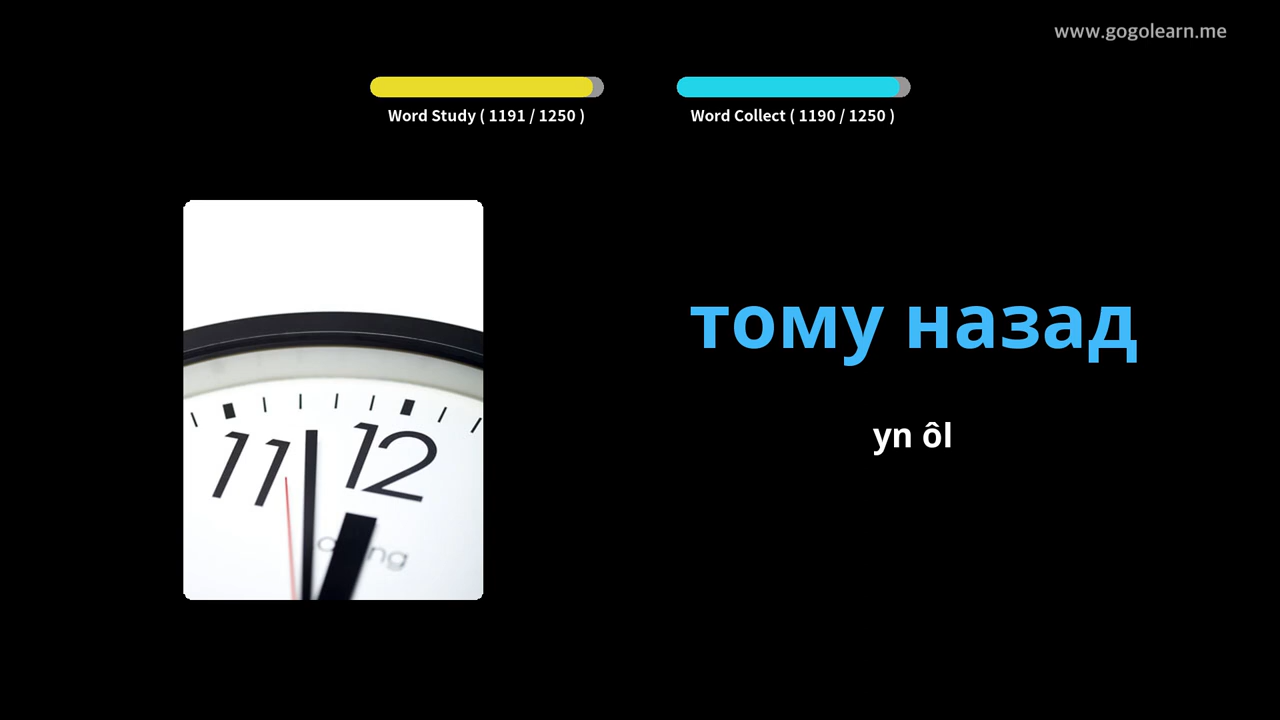 www.gogolearn.me
Word Study ( 1191 / 1250 )
Word Collect ( 1190 / 1250 )
тому назад
yn ôl
11
12